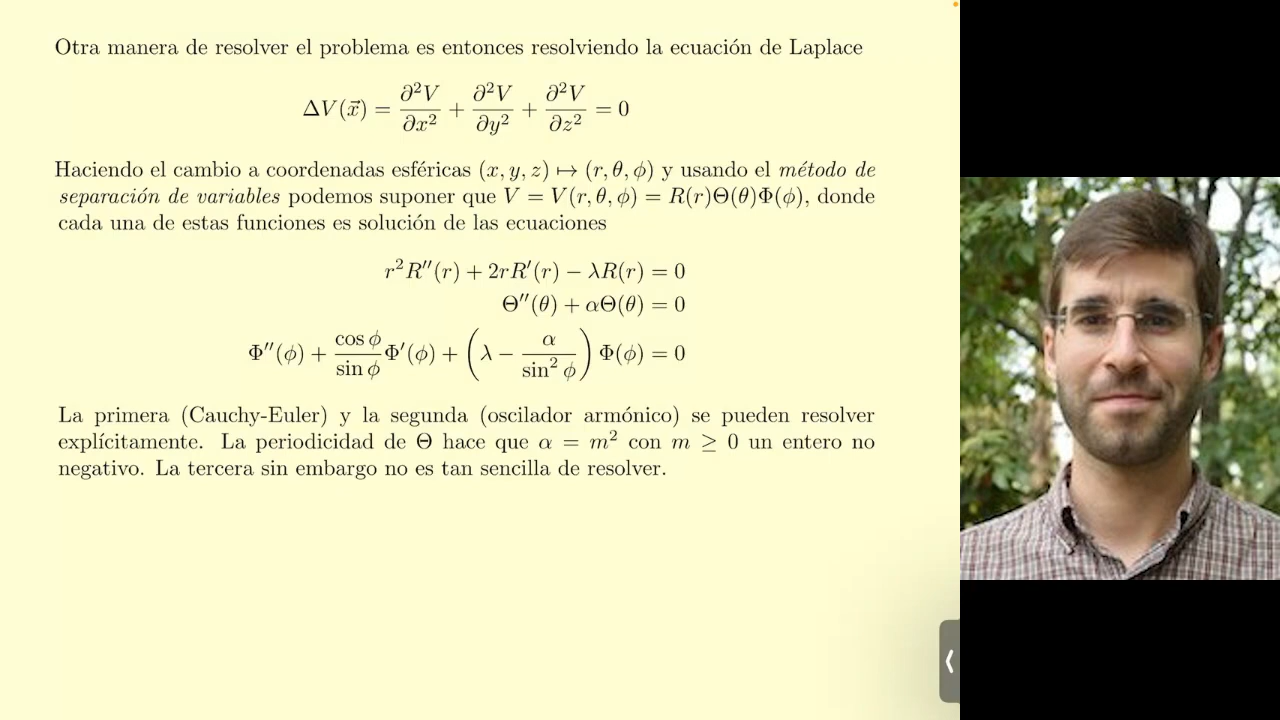 Otra manera de resolver el problema es entonces resolviendo la ecuación de Laplace
ΔV(x⃗) = ∂²V/∂x² + ∂²V/∂y² + ∂²V/∂z² = 0
Haciendo el cambio a coordenadas esféricas (x, y, z) ↦ (r, θ, ϕ) y usando el método de
separación de variables podemos suponer que V = V(r, θ, ϕ) = R(r)Θ(θ)Φ(ϕ), donde
cada una de estas funciones es solución de las ecuaciones
r²R″(r) + 2rR′(r) − λR(r) = 0
Θ″(θ) + αΘ(θ) = 0
Φ″(ϕ) + cos ϕ/sin ϕ Φ′(ϕ) + (λ − α/sin² ϕ) Φ(ϕ) = 0
La primera (Cauchy-Euler) y la segunda (oscilador armónico) se pueden resolver
explícitamente. La periodicidad de Θ hace que α = m² con m ≥ 0 un entero no
negativo. La tercera sin embargo no es tan sencilla de resolver.